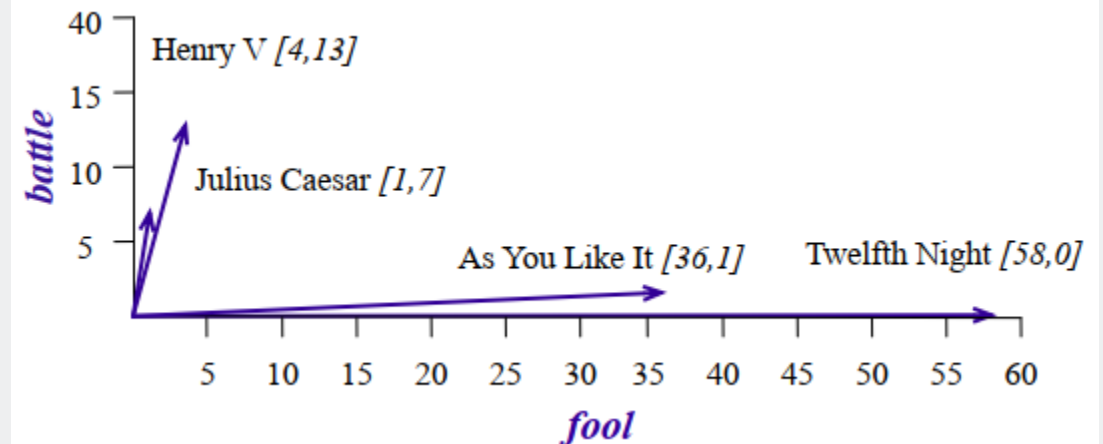 40
Henry V [4,13]
15
battle
10
Julius Caesar [1,7]
5
As You Like It [36,1]
Twelfth Night [58,0]
5 10 15 20 25 30 35 40 45 50 55 60
fool